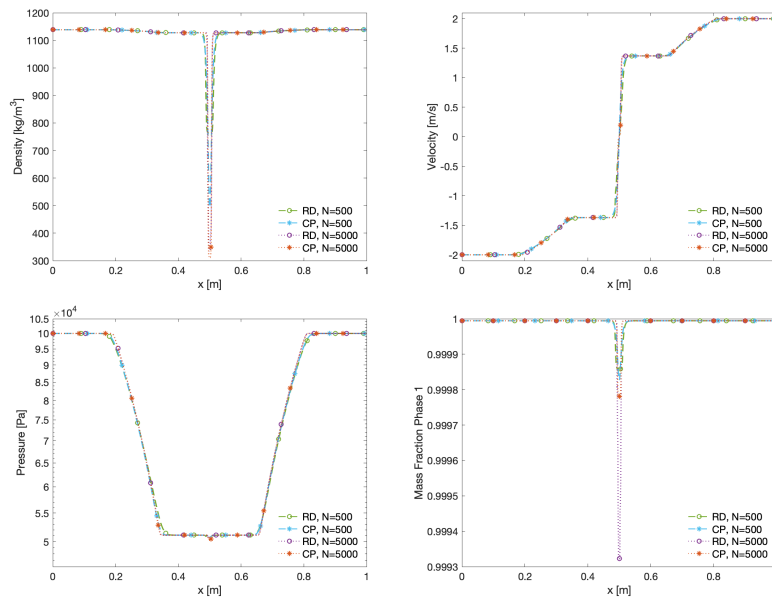 1200
1100
1000
900
800
700
600
500
400
300
Density [kg/m³]
0
0.2
0.4
0.6
0.8
1
x [m]
RD, N=500
CP, N=500
RD, N=5000
CP, N=5000
2
1.5
1
0.5
0
-0.5
-1
-1.5
-2
Velocity [m/s]
0
0.2
0.4
0.6
0.8
x [m]
RD, N=500
CP, N=500
RD, N=5000
CP, N=5000
×10⁴
10
9.5
9
8.5
8
7.5
7
6.5
6
5.5
5
Pressure [Pa]
0
0.2
0.4
0.6
0.8
1
x [m]
RD, N=500
CP, N=500
RD, N=5000
CP, N=5000
1
0.9999
0.9998
0.9997
0.9996
0.9995
0.9994
0.9993
Mass Fraction Phase 1
0
0.2
0.4
0.6
0.8
x [m]
RD, N=500
CP, N=500
RD, N=5000
CP, N=5000